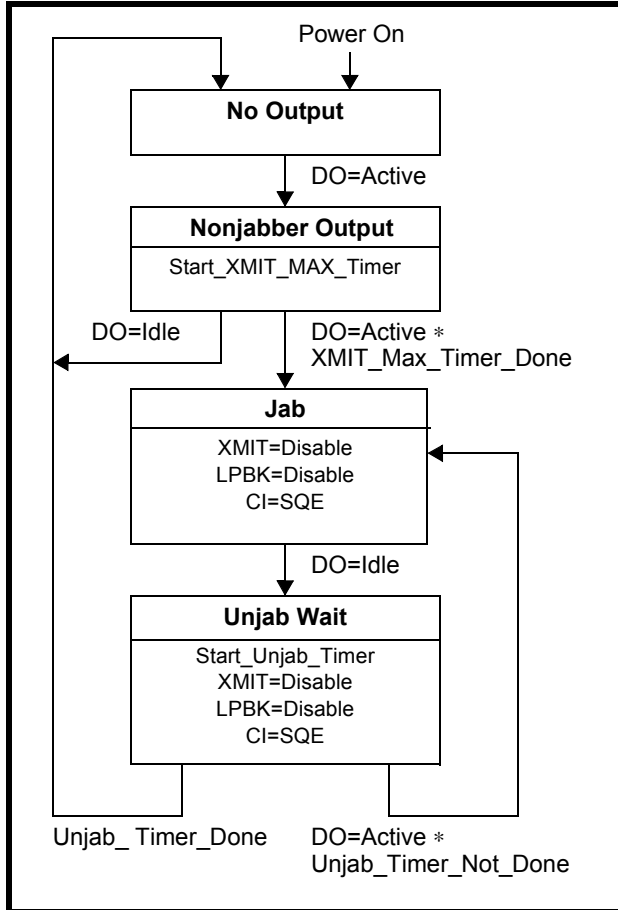 Power On
No Output
DO=Active
Nonjabber Output
Start_XMIT_MAX_Timer
DO=Idle
DO=Active *
XMIT_Max_Timer_Done
Jab
XMIT=Disable
LPBK=Disable
CI=SQE
DO=Idle
Unjab Wait
Start_Unjab_Timer
XMIT=Disable
LPBK=Disable
CI=SQE
Unjab_ Timer_Done
DO=Active *
Unjab_Timer_Not_Done